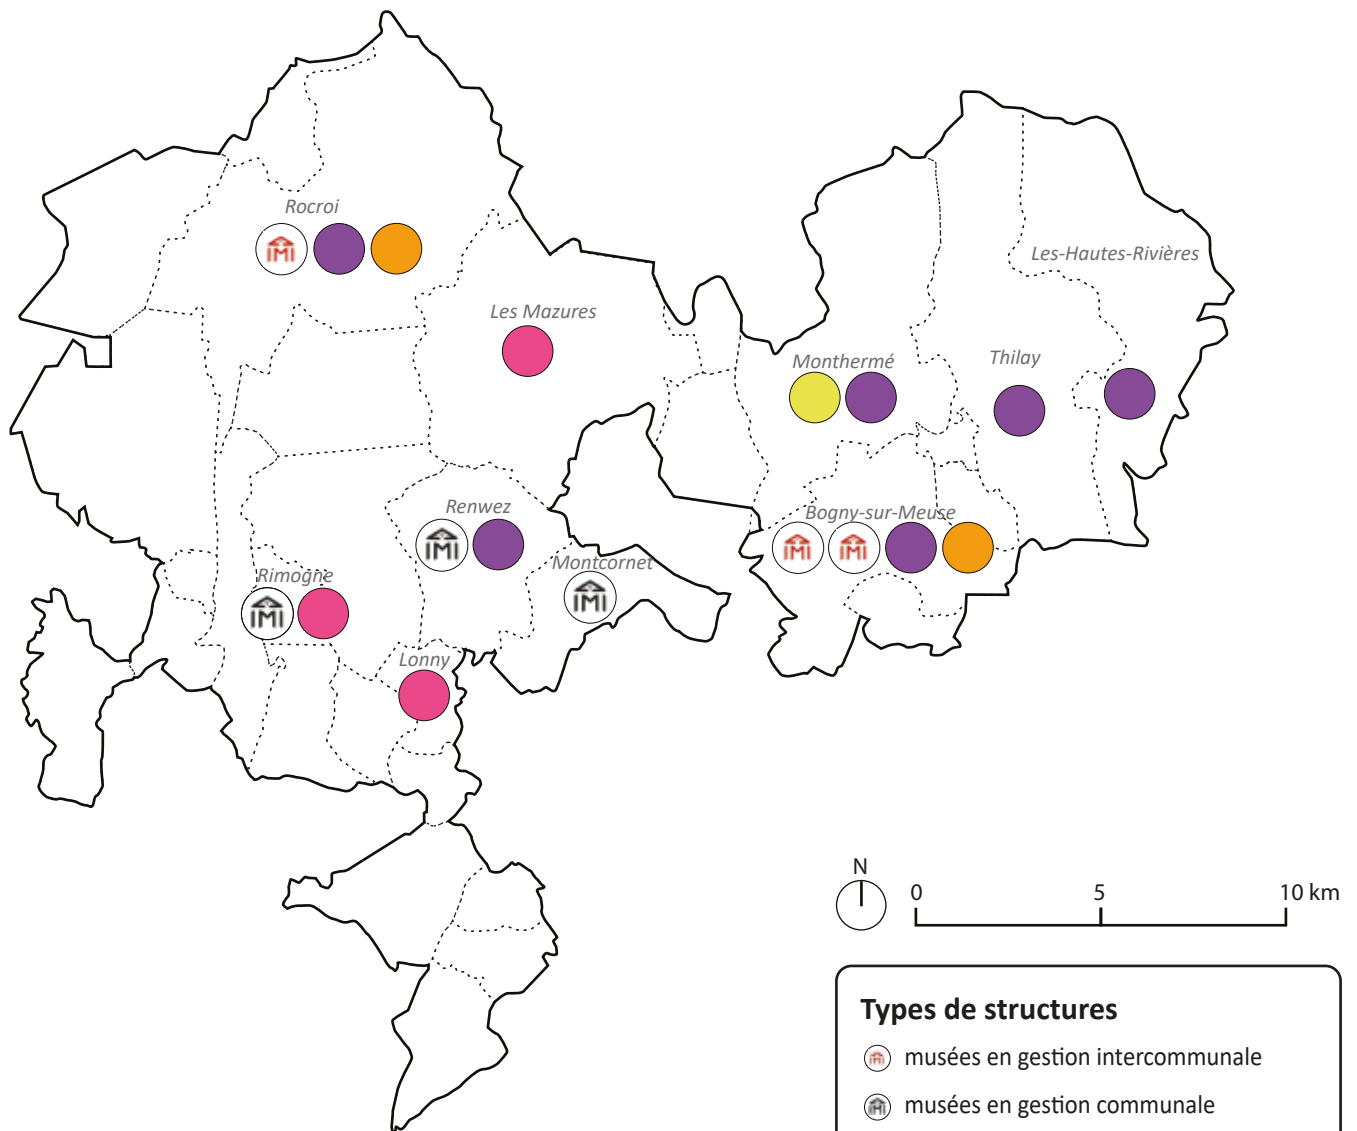 Rocroi
Les-Hautes-Rivières
Les Mazures
Monthermé
Thilay
Renwez
Bogny-sur-Meuse
Montcornet
Rimogne
Lonny
N
0 5 10 km
Types de structures
musées en gestion intercommunale
musées en gestion communale